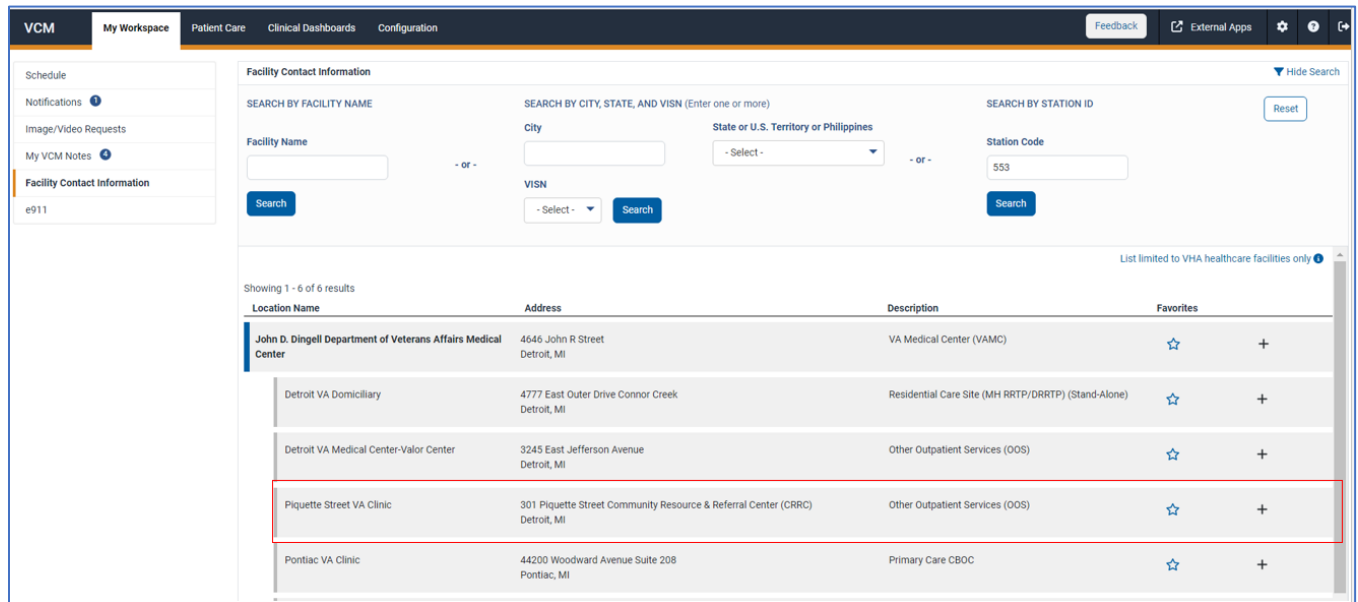 VCM
My Workspace
Patient Care
Clinical Dashboards
Configuration
Feedback
External Apps
Schedule
Notifications 1
Image/Video Requests
My VCM Notes 4
Facility Contact Information
e911
Facility Contact Information
Hide Search
SEARCH BY FACILITY NAME
Facility Name
Search
- or -
SEARCH BY CITY, STATE, AND VISN (Enter one or more)
City
State or U.S. Territory or Philippines
- Select -
VISN
- Select -
Search
- or -
SEARCH BY STATION ID
Station Code
553
Search
Reset
List limited to VHA healthcare facilities only
Showing 1 - 6 of 6 results
Location Name Address Description Favorites
John D. Dingell Department of Veterans Affairs Medical
Center
4646 John R Street
Detroit, MI
VA Medical Center (VAMC)
+
Detroit VA Domiciliary
4777 East Outer Drive Connor Creek
Detroit, MI
Residential Care Site (MH RRTP/DRRTP) (Stand-Alone)
+
Detroit VA Medical Center-Valor Center
3245 East Jefferson Avenue
Detroit, MI
Other Outpatient Services (OOS)
+
Piquette Street VA Clinic
301 Piquette Street Community Resource & Referral Center (CRRC)
Detroit, MI
Other Outpatient Services (OOS)
+
Pontiac VA Clinic
44200 Woodward Avenue Suite 208
Pontiac, MI
Primary Care CBOC
+